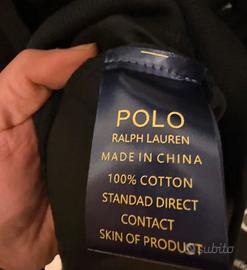 POLO
RALPH LAUREN
MADE IN CHINA
100% COTTON
STANDAD DIRECT
CONTACT
SKIN OF PRODUCT
subito